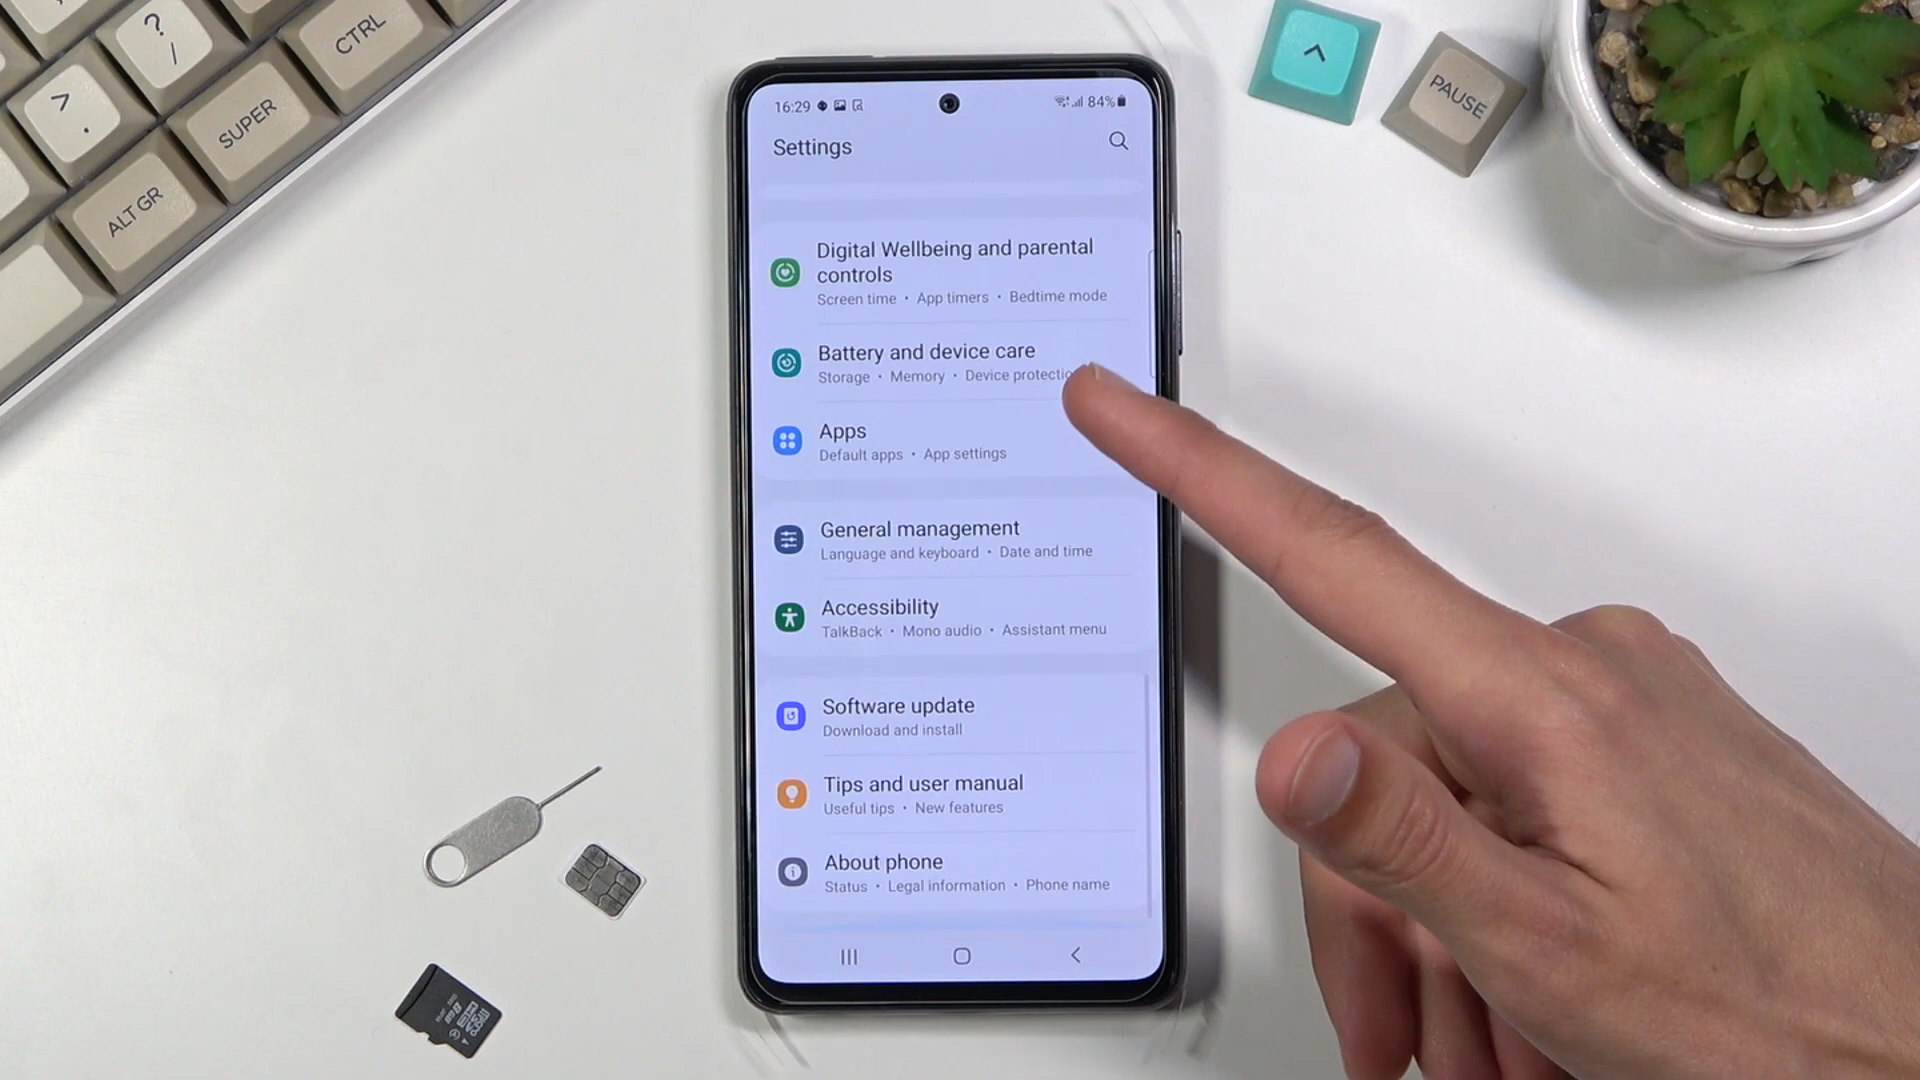 ?
/
CTRL
>
.
SUPER
ALT GR
^
PAUSE
16:29 84%
Settings
Digital Wellbeing and parental
controls
Screen time • App timers • Bedtime mode
Battery and device care
Storage • Memory • Device protectio
Apps
Default apps • App settings
General management
Language and keyboard • Date and time
Accessibility
TalkBack • Mono audio • Assistant menu
Software update
Download and install
Tips and user manual
Useful tips • New features
About phone
Status • Legal information • Phone name